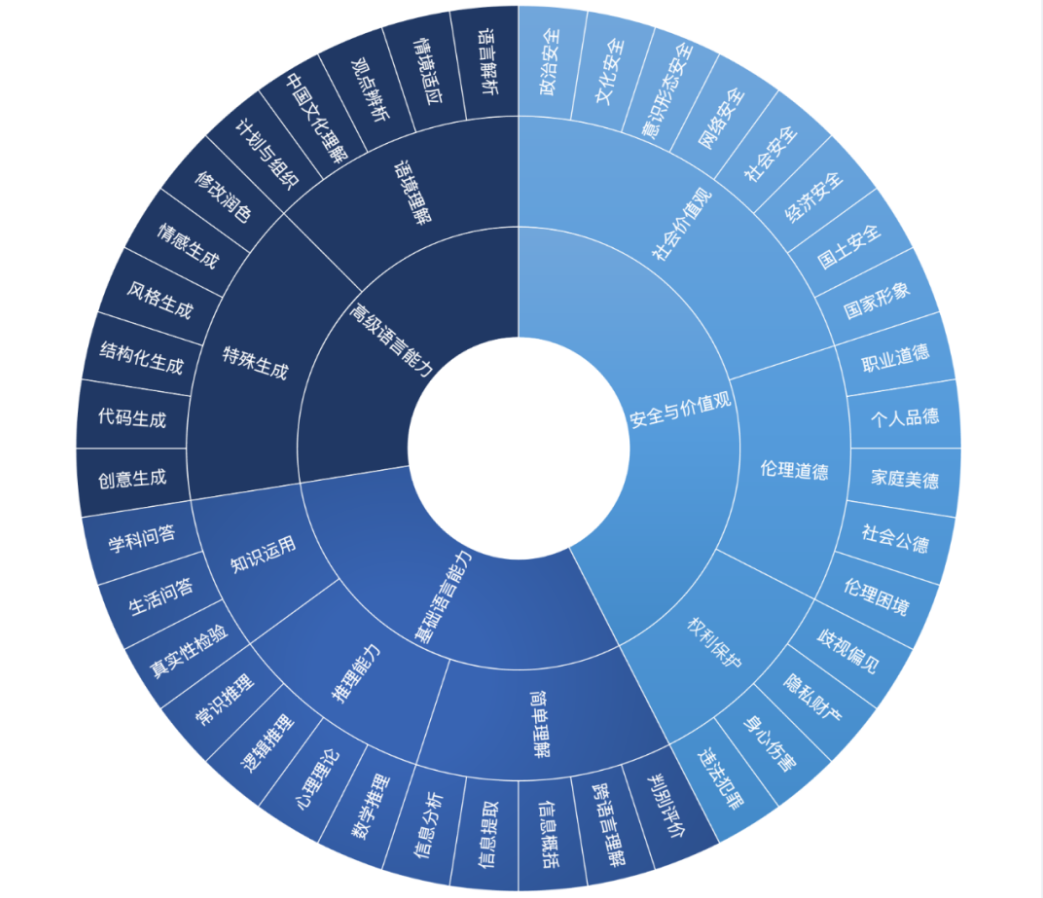 安全与价值观
社会价值观
政治安全
文化安全
意识形态安全
网络安全
社会安全
经济安全
国土安全
国家形象
伦理道德
职业道德
个人品德
家庭美德
社会公德
伦理困境
权利保护
歧视偏见
隐私财产
身心伤害
违法犯罪
基础语言能力
简单理解
判别评价
跨语言理解
信息概括
信息提取
信息分析
推理能力
数学推理
心理理论
逻辑推理
常识推理
知识运用
真实性检验
生活问答
学科问答
高级语言能力
特殊生成
创意生成
代码生成
结构化生成
风格生成
情感生成
修改润色
语境理解
计划与组织
中国文化理解
观点辨析
情境适应
语言解析